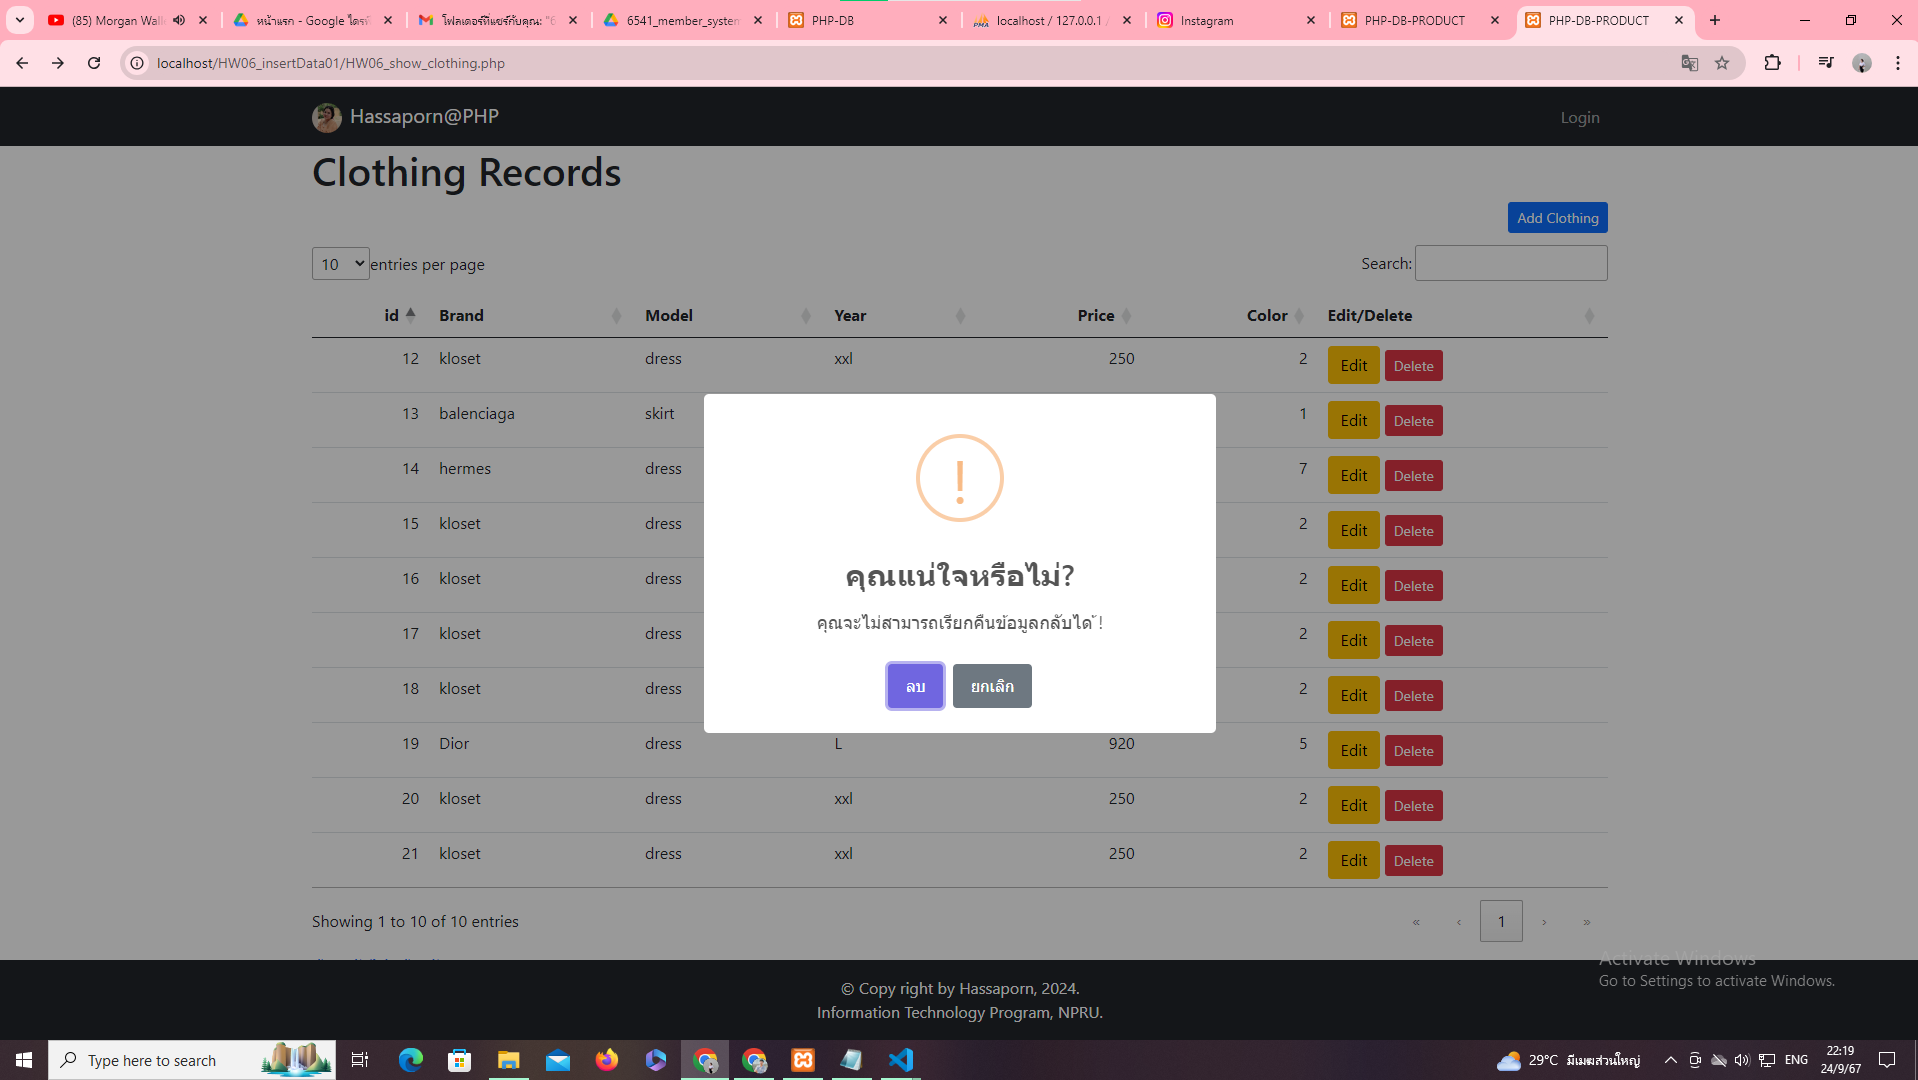 (85) Morgan Wall
หน้าแรก - Google ไดรฟ์
โฟลเดอร์ที่แชร์กับคุณ: "6
6541_member_system
PHP-DB
localhost / 127.0.0.1 /
Instagram
PHP-DB-PRODUCT
PHP-DB-PRODUCT
localhost/HW06_insertData01/HW06_show_clothing.php
Hassaporn@PHP
Login
Clothing Records
Add Clothing
10 entries per page
Search:
id Brand Model Year Price Color Edit/Delete
12 kloset dress xxl 250 2 Edit Delete
13 balenciaga skirt 1 Edit Delete
14 hermes dress 7 Edit Delete
15 kloset dress 2 Edit Delete
16 kloset dress 2 Edit Delete
17 kloset dress 2 Edit Delete
18 kloset dress 2 Edit Delete
19 Dior dress L 920 5 Edit Delete
20 kloset dress xxl 250 2 Edit Delete
21 kloset dress xxl 250 2 Edit Delete
!
คุณแน่ใจหรือไม่?
คุณจะไม่สามารถเรียกคืนข้อมูลกลับได้!
ลบ ยกเลิก
Showing 1 to 10 of 10 entries
« ‹ 1 › »
Activate Windows
Go to Settings to activate Windows.
© Copy right by Hassaporn, 2024.
Information Technology Program, NPRU.
Type here to search
29°C มีเมฆส่วนใหญ่
ENG
22:19
24/9/67